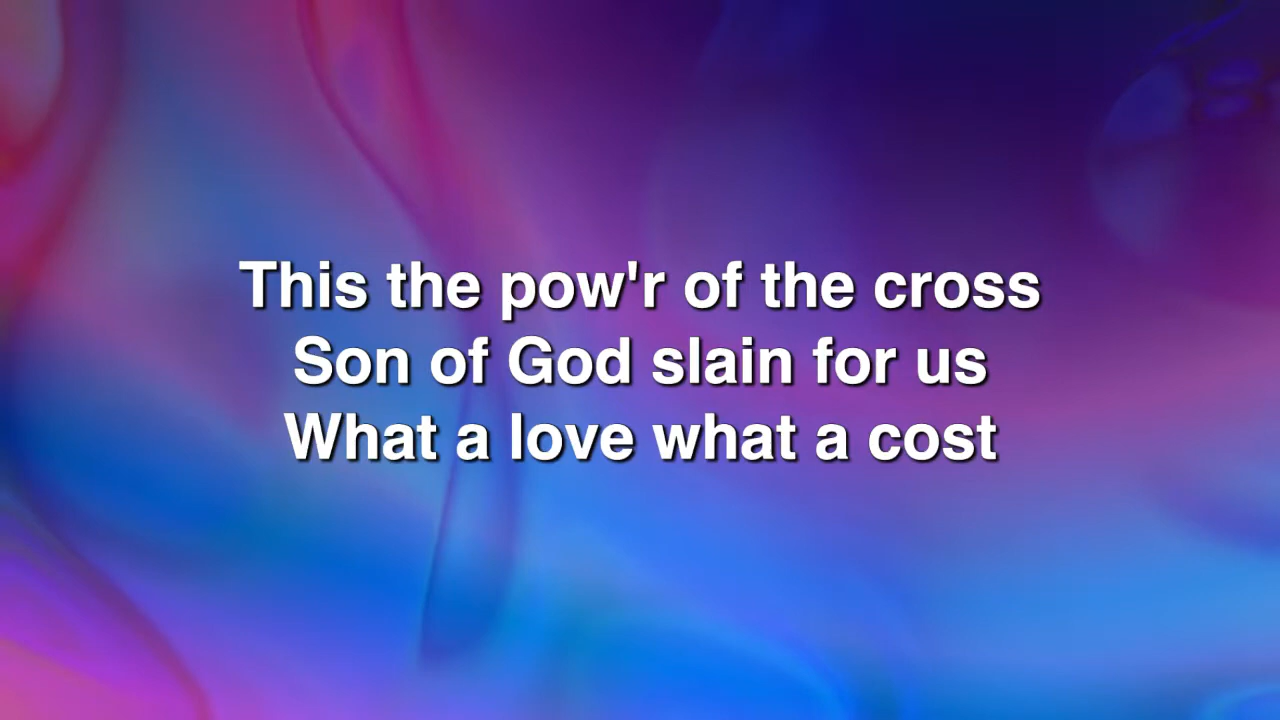 This the pow'r of the cross
Son of God slain for us
What a love what a cost